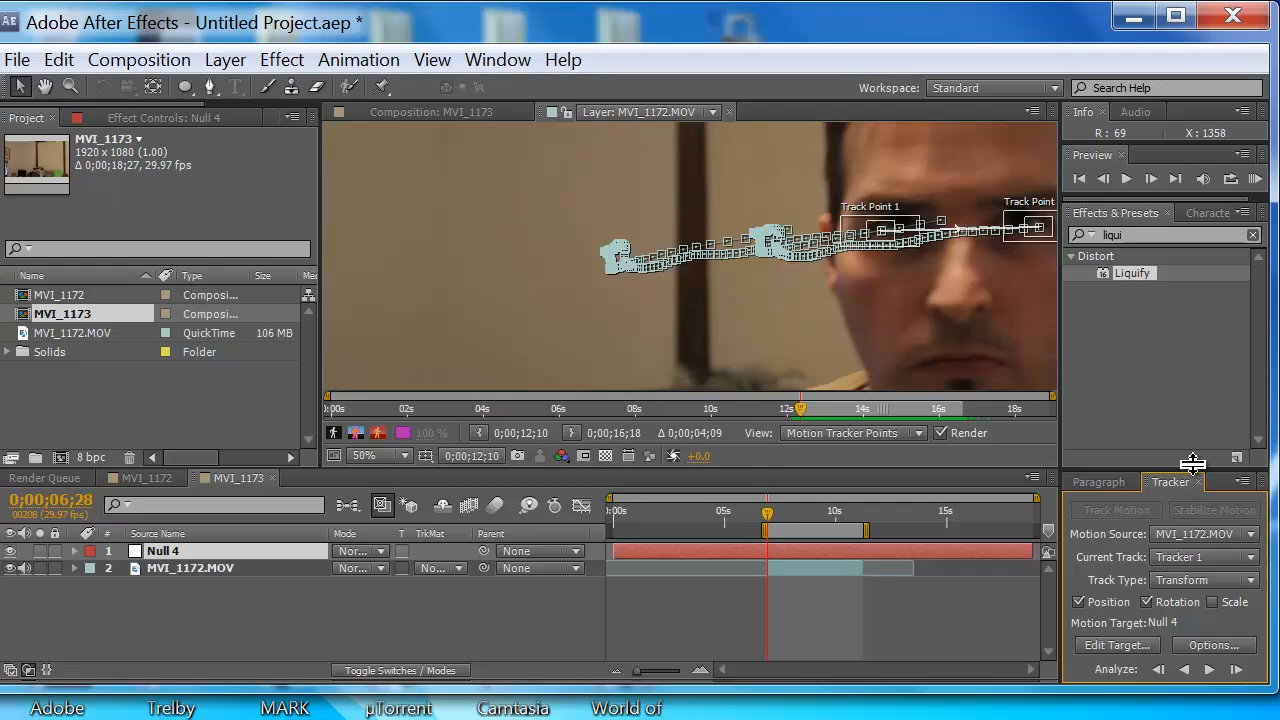 Adobe After Effects - Untitled Project.aep *
File Edit Composition Layer Effect Animation View Window Help
Workspace: Standard Search Help
Project Effect Controls: Null 4
Composition: MVI_1173
Layer: MVI_1172.MOV
Info Audio
MVI_1173
1920 x 1080 (1.00)
Δ 0;00;18;27, 29.97 fps
R : 69 X : 1358
Preview
Effects & Presets Characte
liqui
Distort
Liquify
Track Point 1 Track Point
Name Type Size Me
MVI_1172 Composi...
MVI_1173 Composi...
MVI_1172.MOV QuickTime 106 MB
Solids Folder
8 bpc
0:00s 02s 04s 06s 08s 10s 12s 14s 16s 18s
100 % 0;00;12;10 0;00;16;18 Δ 0;00;04;09 View: Motion Tracker Points Render
50% 0;00;12;10 +0.0
Render Queue MVI_1172 MVI_1173
0;00;06;28
00208 (29.97 fps)
# Source Name Mode T TrkMat Parent
:00s 05s 10s 15s
1 Null 4 Nor... None
2 MVI_1172.MOV Nor... No... None
Toggle Switches / Modes
Paragraph Tracker
Track Motion Stabilize Motion
Motion Source: MVI_1172.MOV
Current Track: Tracker 1
Track Type: Transform
Position Rotation Scale
Motion Target: Null 4
Edit Target... Options...
Analyze:
Adobe Trelby MARK µTorrent Camtasia World of